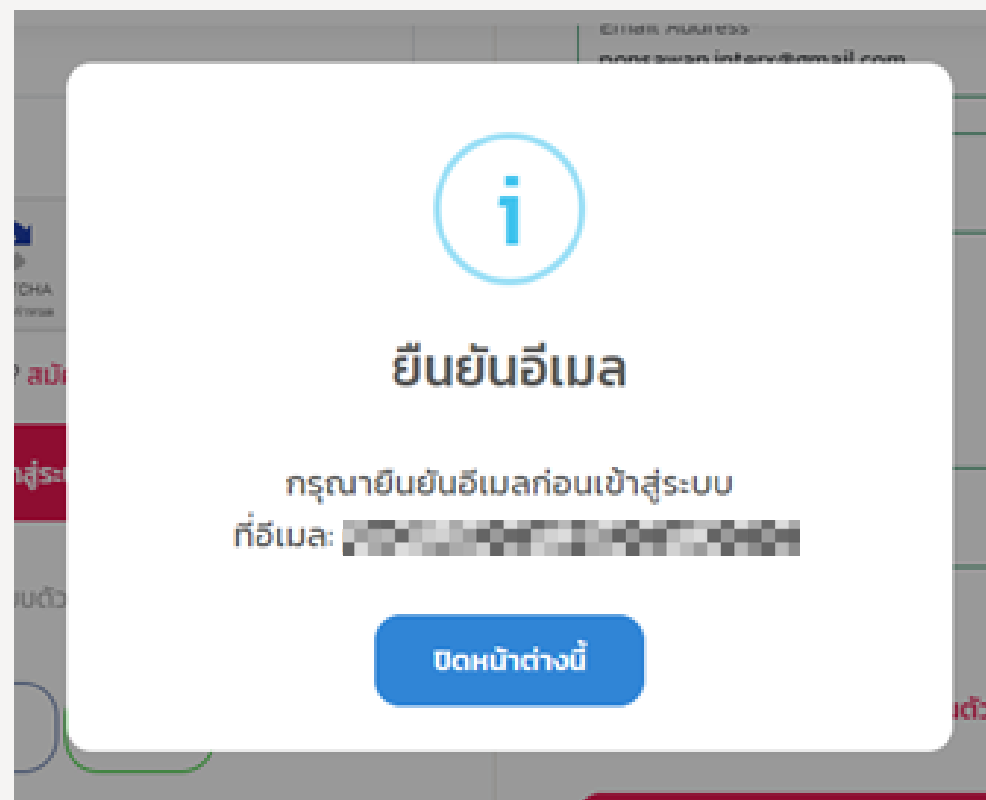 Email Address
i
ยืนยันอีเมล
กรุณายืนยันอีเมลก่อนเข้าสู่ระบบ
ที่อีเมล:
ปิดหน้าต่างนี้